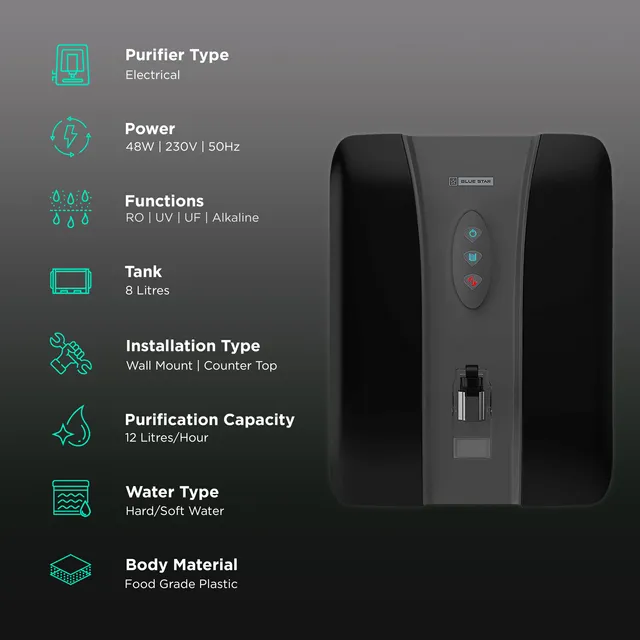 Purifier Type
Electrical
Power
48W | 230V | 50Hz
BLUE STAR
Functions
RO | UV | UF | Alkaline
Tank
8 Litres
Installation Type
Wall Mount | Counter Top
Purification Capacity
12 Litres/Hour
Water Type
Hard/Soft Water
Body Material
Food Grade Plastic